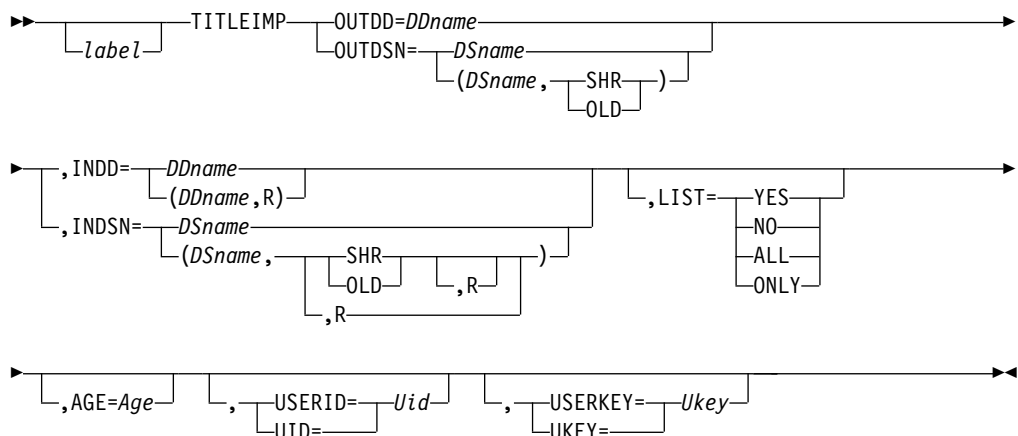 TITLEIMP OUTDD=DDname
label OUTDSN= DSname
(DSname, SHR )
OLD
,INDD= DDname ,LIST= YES
(DDname,R) NO
,INDSN= DSname ALL
(DSname, SHR ) ONLY
OLD ,R
,R
,AGE=Age , USERID= Uid , USERKEY= Ukey
UID= UKEY=